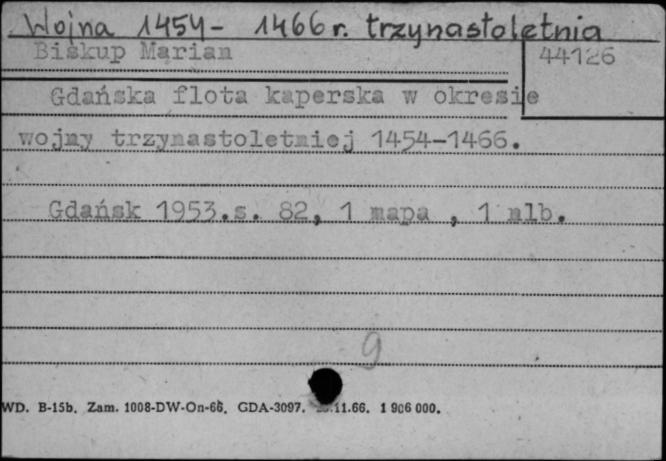 Wojna 1454- 1466 r. trzynastoletnia
Biskup Marian
44126
Gdańska flota kaperska w okresie
wojny trzynastoletniej 1454-1466.
Gdańsk 1953.s. 82, 1 mapa , 1 nlb.
9
WD. B-15b. Zam. 1008-DW-On-66. GDA-3097. .11.66. 1 906 000.